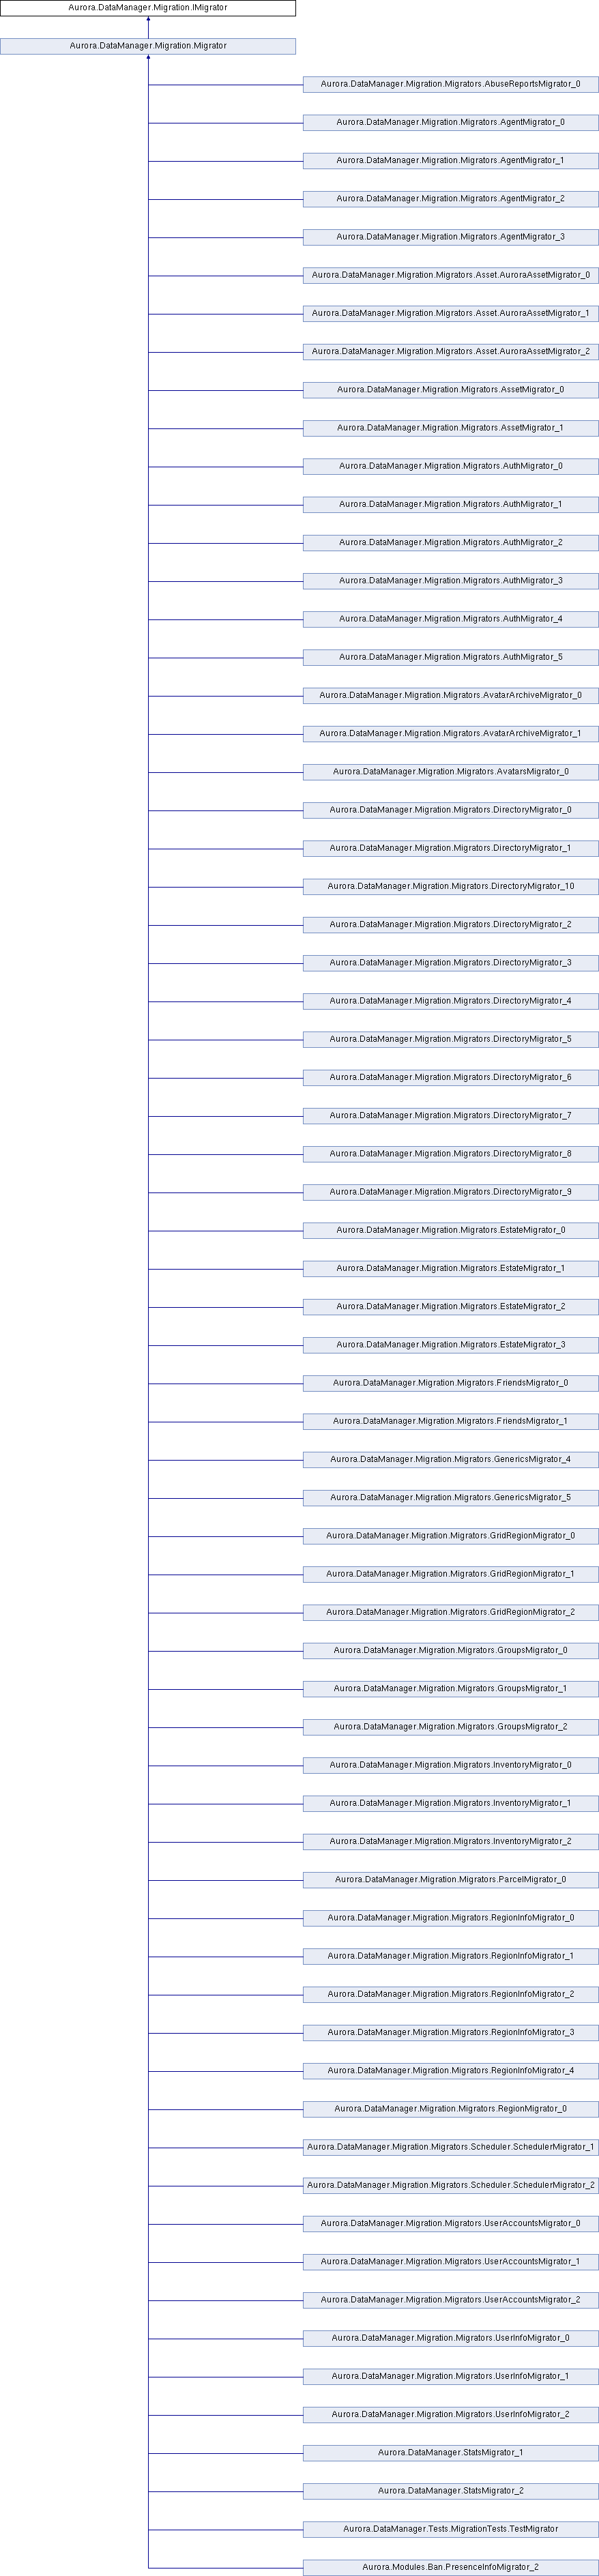 Aurora.DataManager.Migration.IMigrator
Aurora.DataManager.Migration.Migrator
Aurora.DataManager.Migration.Migrators.AbuseReportsMigrator_0
Aurora.DataManager.Migration.Migrators.AgentMigrator_0
Aurora.DataManager.Migration.Migrators.AgentMigrator_1
Aurora.DataManager.Migration.Migrators.AgentMigrator_2
Aurora.DataManager.Migration.Migrators.AgentMigrator_3
Aurora.DataManager.Migration.Migrators.Asset.AuroraAssetMigrator_0
Aurora.DataManager.Migration.Migrators.Asset.AuroraAssetMigrator_1
Aurora.DataManager.Migration.Migrators.Asset.AuroraAssetMigrator_2
Aurora.DataManager.Migration.Migrators.AssetMigrator_0
Aurora.DataManager.Migration.Migrators.AssetMigrator_1
Aurora.DataManager.Migration.Migrators.AuthMigrator_0
Aurora.DataManager.Migration.Migrators.AuthMigrator_1
Aurora.DataManager.Migration.Migrators.AuthMigrator_2
Aurora.DataManager.Migration.Migrators.AuthMigrator_3
Aurora.DataManager.Migration.Migrators.AuthMigrator_4
Aurora.DataManager.Migration.Migrators.AuthMigrator_5
Aurora.DataManager.Migration.Migrators.AvatarArchiveMigrator_0
Aurora.DataManager.Migration.Migrators.AvatarArchiveMigrator_1
Aurora.DataManager.Migration.Migrators.AvatarsMigrator_0
Aurora.DataManager.Migration.Migrators.DirectoryMigrator_0
Aurora.DataManager.Migration.Migrators.DirectoryMigrator_1
Aurora.DataManager.Migration.Migrators.DirectoryMigrator_10
Aurora.DataManager.Migration.Migrators.DirectoryMigrator_2
Aurora.DataManager.Migration.Migrators.DirectoryMigrator_3
Aurora.DataManager.Migration.Migrators.DirectoryMigrator_4
Aurora.DataManager.Migration.Migrators.DirectoryMigrator_5
Aurora.DataManager.Migration.Migrators.DirectoryMigrator_6
Aurora.DataManager.Migration.Migrators.DirectoryMigrator_7
Aurora.DataManager.Migration.Migrators.DirectoryMigrator_8
Aurora.DataManager.Migration.Migrators.DirectoryMigrator_9
Aurora.DataManager.Migration.Migrators.EstateMigrator_0
Aurora.DataManager.Migration.Migrators.EstateMigrator_1
Aurora.DataManager.Migration.Migrators.EstateMigrator_2
Aurora.DataManager.Migration.Migrators.EstateMigrator_3
Aurora.DataManager.Migration.Migrators.FriendsMigrator_0
Aurora.DataManager.Migration.Migrators.FriendsMigrator_1
Aurora.DataManager.Migration.Migrators.GenericsMigrator_4
Aurora.DataManager.Migration.Migrators.GenericsMigrator_5
Aurora.DataManager.Migration.Migrators.GridRegionMigrator_0
Aurora.DataManager.Migration.Migrators.GridRegionMigrator_1
Aurora.DataManager.Migration.Migrators.GridRegionMigrator_2
Aurora.DataManager.Migration.Migrators.GroupsMigrator_0
Aurora.DataManager.Migration.Migrators.GroupsMigrator_1
Aurora.DataManager.Migration.Migrators.GroupsMigrator_2
Aurora.DataManager.Migration.Migrators.InventoryMigrator_0
Aurora.DataManager.Migration.Migrators.InventoryMigrator_1
Aurora.DataManager.Migration.Migrators.InventoryMigrator_2
Aurora.DataManager.Migration.Migrators.ParcelMigrator_0
Aurora.DataManager.Migration.Migrators.RegionInfoMigrator_0
Aurora.DataManager.Migration.Migrators.RegionInfoMigrator_1
Aurora.DataManager.Migration.Migrators.RegionInfoMigrator_2
Aurora.DataManager.Migration.Migrators.RegionInfoMigrator_3
Aurora.DataManager.Migration.Migrators.RegionInfoMigrator_4
Aurora.DataManager.Migration.Migrators.RegionMigrator_0
Aurora.DataManager.Migration.Migrators.Scheduler.SchedulerMigrator_1
Aurora.DataManager.Migration.Migrators.Scheduler.SchedulerMigrator_2
Aurora.DataManager.Migration.Migrators.UserAccountsMigrator_0
Aurora.DataManager.Migration.Migrators.UserAccountsMigrator_1
Aurora.DataManager.Migration.Migrators.UserAccountsMigrator_2
Aurora.DataManager.Migration.Migrators.UserInfoMigrator_0
Aurora.DataManager.Migration.Migrators.UserInfoMigrator_1
Aurora.DataManager.Migration.Migrators.UserInfoMigrator_2
Aurora.DataManager.StatsMigrator_1
Aurora.DataManager.StatsMigrator_2
Aurora.DataManager.Tests.MigrationTests.TestMigrator
Aurora.Modules.Ban.PresenceInfoMigrator_2